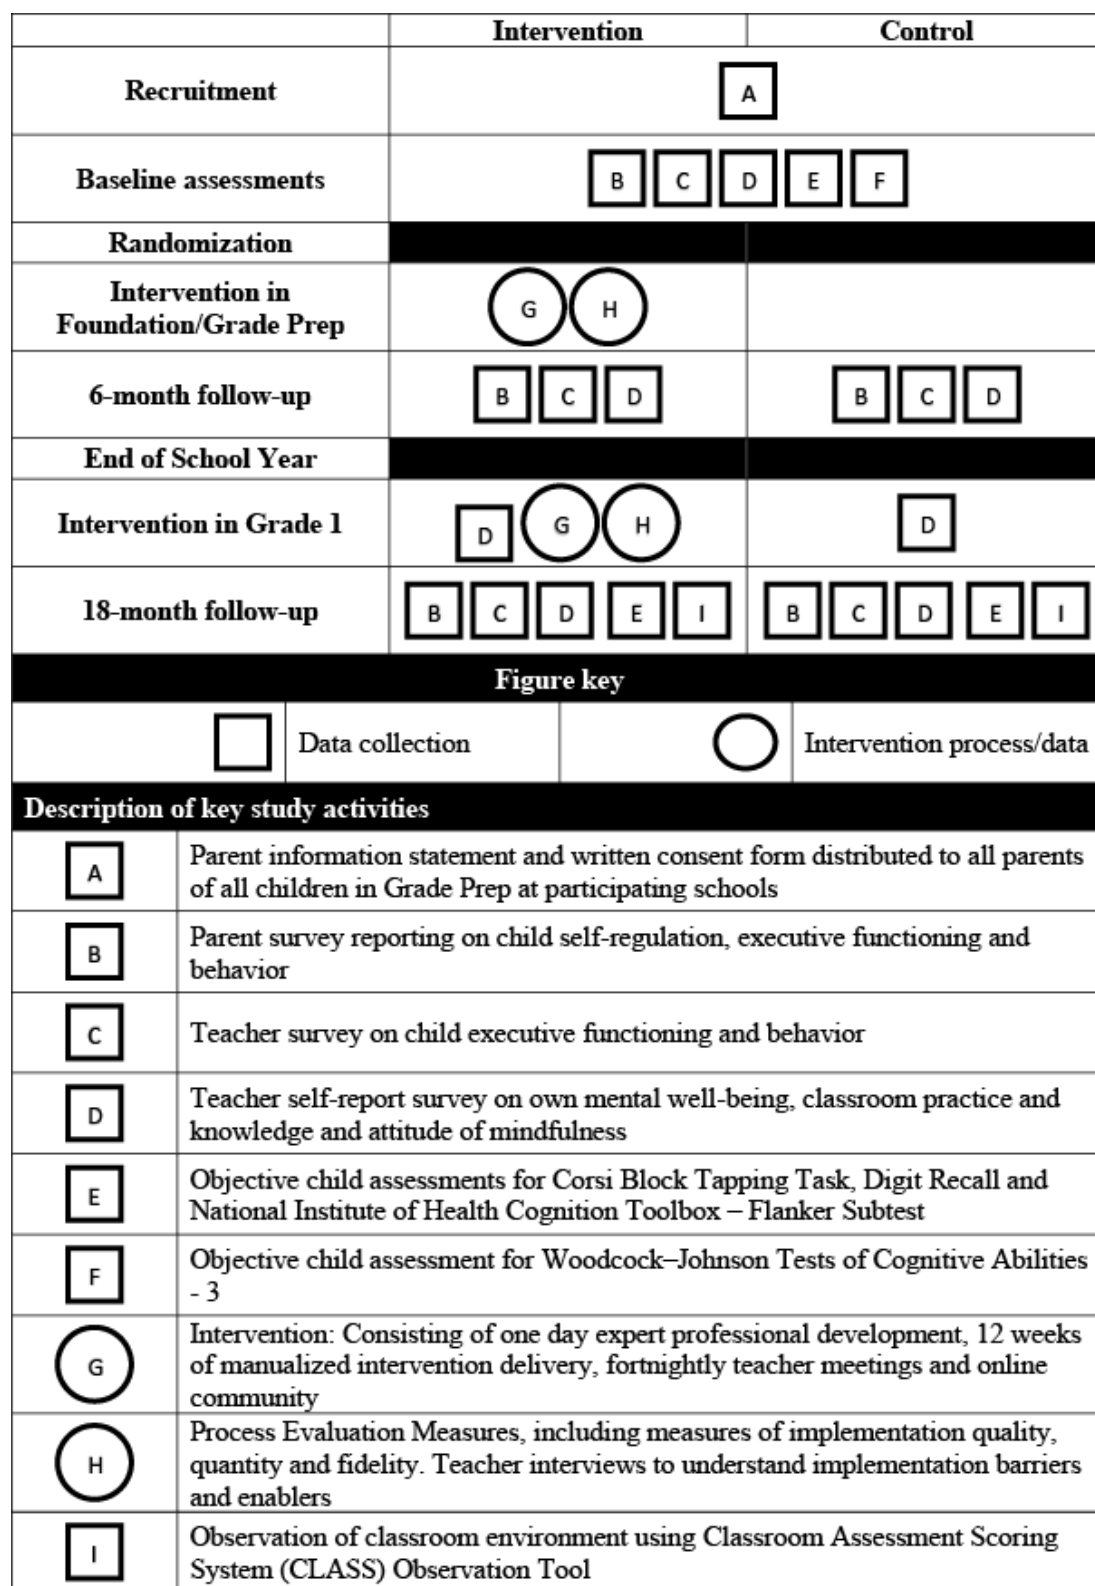 Intervention Control
Recruitment A
Baseline assessments B C D E F
Randomization
Intervention in
Foundation/Grade Prep G H
6-month follow-up B C D B C D
End of School Year
Intervention in Grade 1 D G H D
18-month follow-up B C D E I B C D E I
Figure key
Data collection Intervention process/data
Description of key study activities
A Parent information statement and written consent form distributed to all parents
of all children in Grade Prep at participating schools
B Parent survey reporting on child self-regulation, executive functioning and
behavior
C Teacher survey on child executive functioning and behavior
D Teacher self-report survey on own mental well-being, classroom practice and
knowledge and attitude of mindfulness
E Objective child assessments for Corsi Block Tapping Task, Digit Recall and
National Institute of Health Cognition Toolbox – Flanker Subtest
F Objective child assessment for Woodcock–Johnson Tests of Cognitive Abilities
- 3
G Intervention: Consisting of one day expert professional development, 12 weeks
of manualized intervention delivery, fortnightly teacher meetings and online
community
H Process Evaluation Measures, including measures of implementation quality,
quantity and fidelity. Teacher interviews to understand implementation barriers
and enablers
I Observation of classroom environment using Classroom Assessment Scoring
System (CLASS) Observation Tool